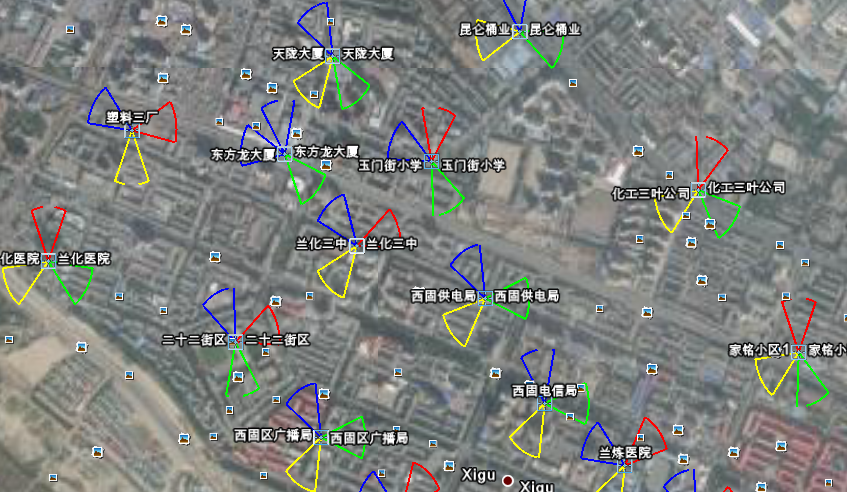 昆仑桶业
昆仑桶业
天陇大厦
天陇大厦
塑料三厂
东方龙大厦
东方龙大厦
玉门街小学
玉门街小学
化工三叶公司
化工三叶公司
兰化三中
兰化三中
化医院
兰化医院
西固供电局
西固供电局
二十二街区
二十二街区
家铭小区1
家铭小
西固电信局
西固区广播局
西固区广播局
兰炼医院
Xigu
Xigu